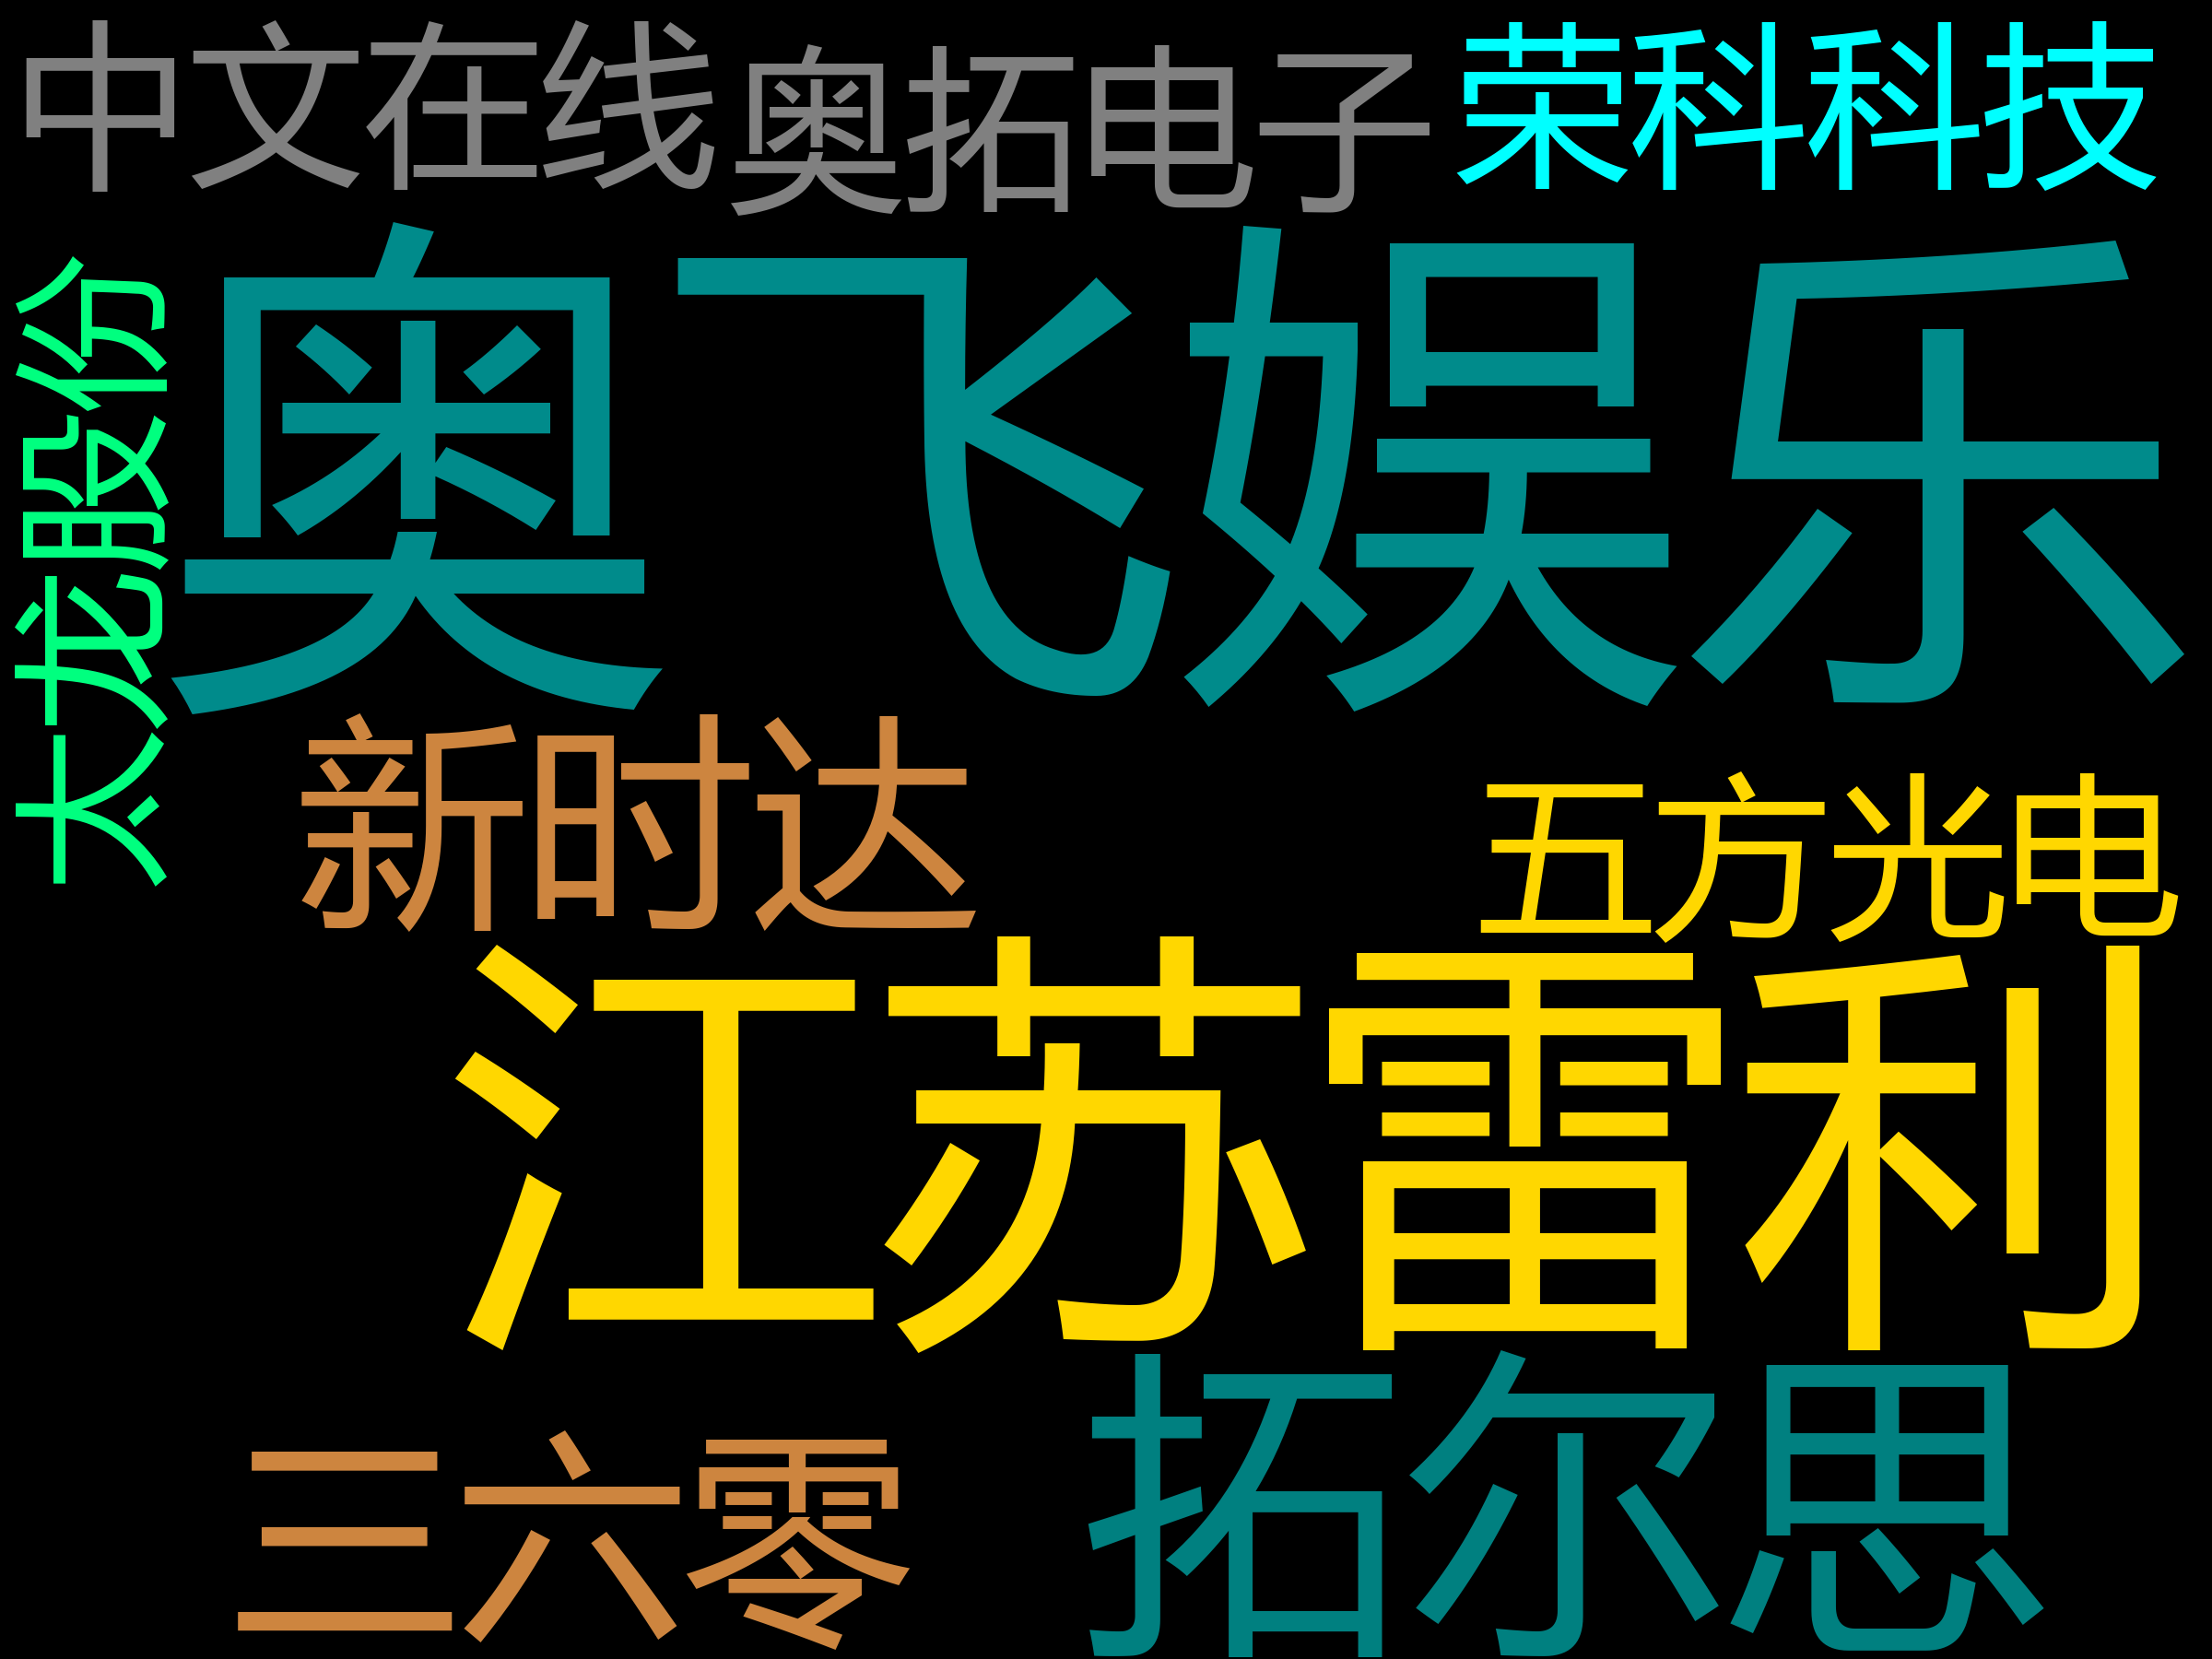 中文在线
奥拓电子
荣科科技
太龙股份
奥飞娱乐
新时达
五方光电
江苏雷利
三六零
拓尔思